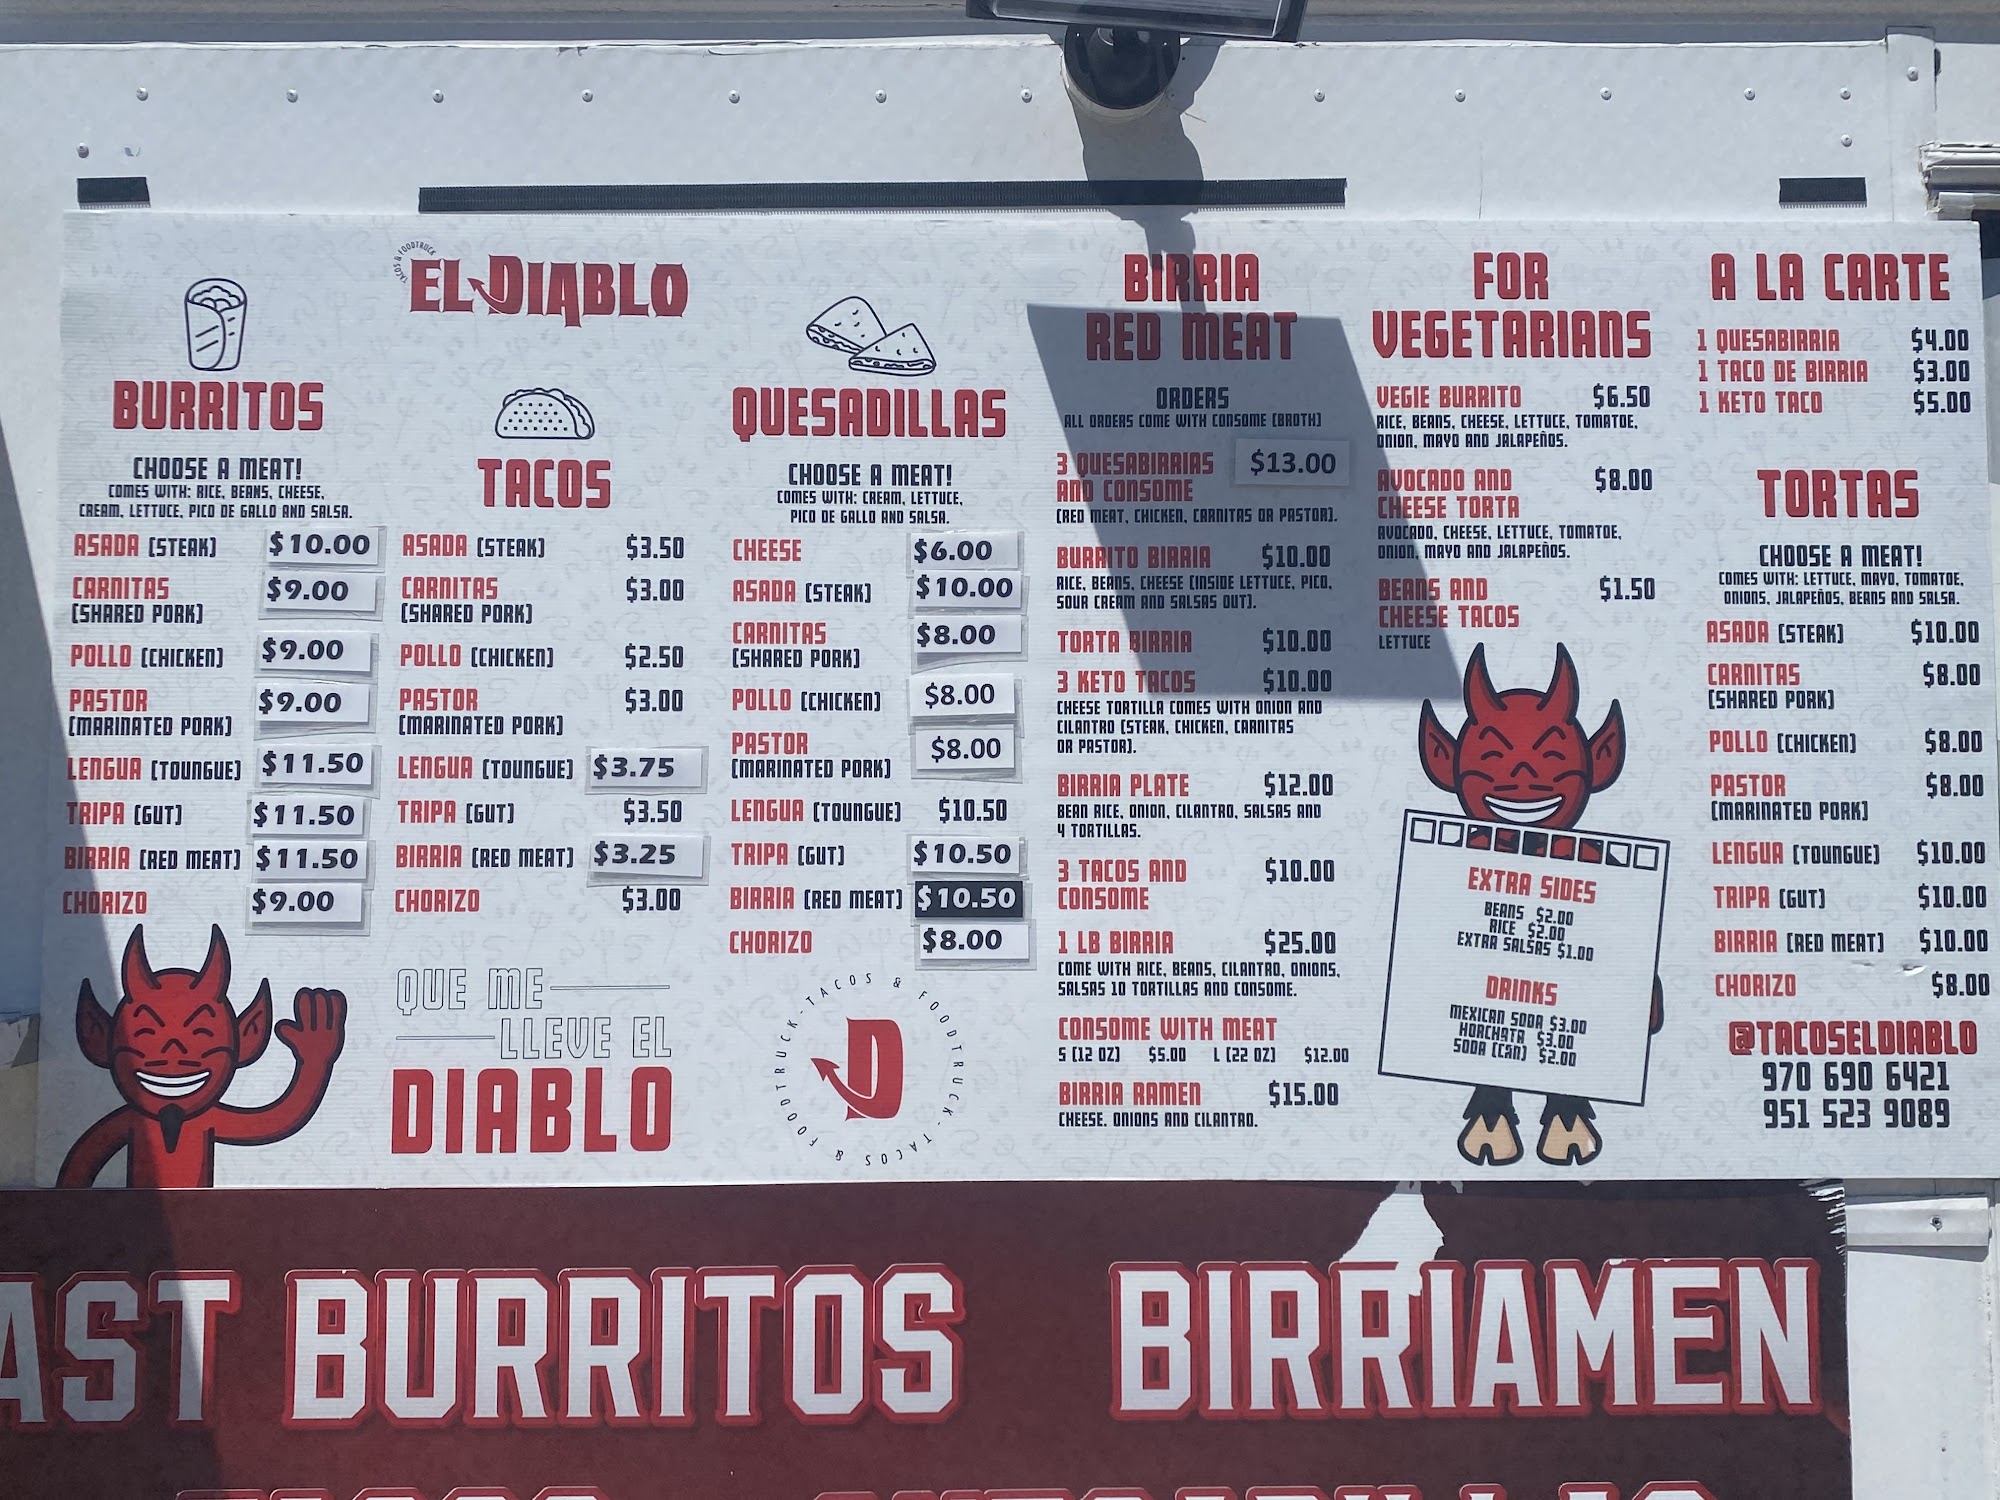 TACOS & FOODTRUCK
EL DIABLO
BURRITOS
CHOOSE A MEAT!
COMES WITH: RICE, BEANS, CHEESE,
CREAM, LETTUCE, PICO DE GALLO AND SALSA.
ASADA (STEAK) $10.00
CARNITAS $9.00
(SHARED PORK)
POLLO (CHICKEN) $9.00
PASTOR $9.00
(MARINATED PORK)
LENGUA (TOUNGUE) $11.50
TRIPA (GUT) $11.50
BIRRIA (RED MEAT) $11.50
CHORIZO $9.00
TACOS
ASADA (STEAK) $3.50
CARNITAS $3.00
(SHARED PORK)
POLLO (CHICKEN) $2.50
PASTOR $3.00
(MARINATED PORK)
LENGUA (TOUNGUE) $3.75
TRIPA (GUT) $3.50
BIRRIA (RED MEAT) $3.25
CHORIZO $3.00
QUE ME
LLEVE EL
DIABLO
QUESADILLAS
CHOOSE A MEAT!
COMES WITH: CREAM, LETTUCE,
PICO DE GALLO AND SALSA.
CHEESE $6.00
ASADA (STEAK) $10.00
CARNITAS $8.00
(SHARED PORK)
POLLO (CHICKEN) $8.00
PASTOR $8.00
(MARINATED PORK)
LENGUA (TOUNGUE) $10.50
TRIPA (GUT) $10.50
BIRRIA (RED MEAT) $10.50
CHORIZO $8.00
TACOS & FOODTRUCK - TACOS & FOODTRUCK -
D
BIRRIA
RED MEAT
ORDERS
ALL ORDERS COME WITH CONSOME (BROTH)
3 QUESABIRRIAS $13.00
AND CONSOME
(RED MEAT, CHICKEN, CARNITAS OR PASTOR).
BURRITO BIRRIA $10.00
RICE, BEANS, CHEESE (INSIDE LETTUCE, PICO,
SOUR CREAM AND SALSAS OUT).
TORTA BIRRIA $10.00
3 KETO TACOS $10.00
CHEESE TORTILLA COMES WITH ONION AND
CILANTRO (STEAK, CHICKEN, CARNITAS
OR PASTOR).
BIRRIA PLATE $12.00
BEAN RICE, ONION, CILANTRO, SALSAS AND
4 TORTILLAS.
3 TACOS AND $10.00
CONSOME
1 LB BIRRIA $25.00
COME WITH RICE, BEANS, CILANTRO, ONIONS,
SALSAS 10 TORTILLAS AND CONSOME.
CONSOME WITH MEAT
S (12 OZ) $5.00 L (22 OZ) $12.00
BIRRIA RAMEN $15.00
CHEESE. ONIONS AND CILANTRO.
FOR
VEGETARIANS
VEGIE BURRITO $6.50
RICE, BEANS, CHEESE, LETTUCE, TOMATOE,
ONION, MAYO AND JALAPEÑOS.
AVOCADO AND $8.00
CHEESE TORTA
AVOCADO, CHEESE, LETTUCE, TOMATOE,
ONION, MAYO AND JALAPEÑOS.
BEANS AND $1.50
CHEESE TACOS
LETTUCE
EXTRA SIDES
BEANS $2.00
RICE $2.00
EXTRA SALSAS $1.00
DRINKS
MEXICAN SODA $3.00
HORCHATA $3.00
SODA (CAN) $2.00
A LA CARTE
1 QUESABIRRIA $4.00
1 TACO DE BIRRIA $3.00
1 KETO TACO $5.00
TORTAS
CHOOSE A MEAT!
COMES WITH: LETTUCE, MAYO, TOMATOE,
ONIONS, JALAPEÑOS, BEANS AND SALSA.
ASADA (STEAK) $10.00
CARNITAS $8.00
(SHARED PORK)
POLLO (CHICKEN) $8.00
PASTOR $8.00
(MARINATED PORK)
LENGUA (TOUNGUE) $10.00
TRIPA (GUT) $10.00
BIRRIA (RED MEAT) $10.00
CHORIZO $8.00
@TACOSELDIABLO
970 690 6421
951 523 9089
AST BURRITOS BIRRIAMEN